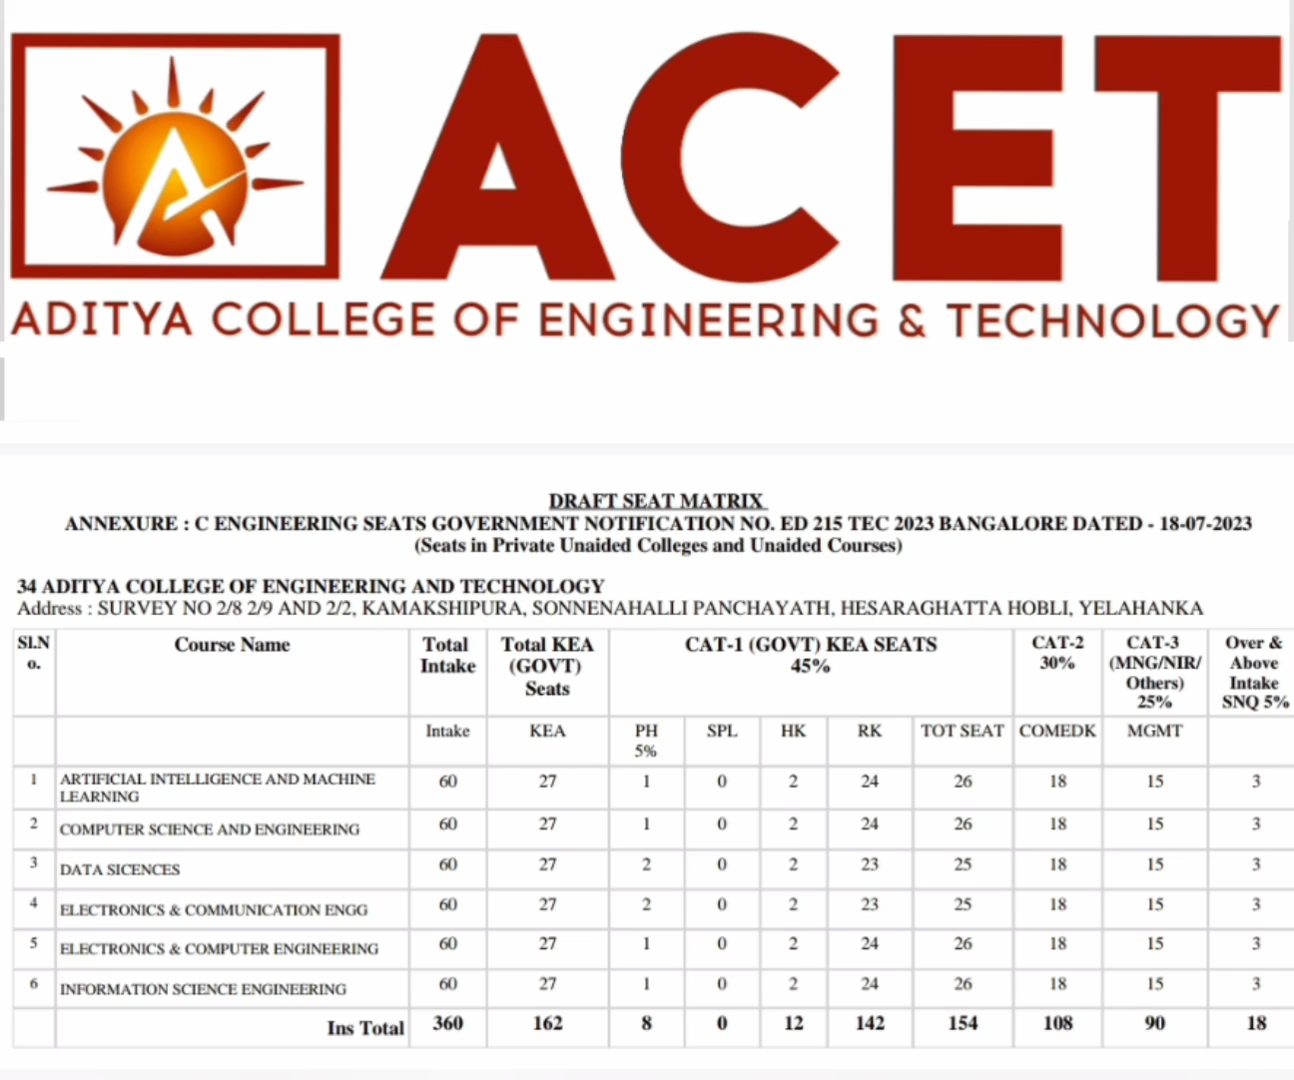 ACET
ADITYA COLLEGE OF ENGINEERING & TECHNOLOGY
DRAFT SEAT MATRIX
ANNEXURE : C ENGINEERING SEATS GOVERNMENT NOTIFICATION NO. ED 215 TEC 2023 BANGALORE DATED - 18-07-2023
(Seats in Private Unaided Colleges and Unaided Courses)
34 ADITYA COLLEGE OF ENGINEERING AND TECHNOLOGY
Address : SURVEY NO 2/8 2/9 AND 2/2, KAMAKSHIPURA, SONNENAHALLI PANCHAYATH, HESARAGHATTA HOBLI, YELAHANKA
Sl.N Course Name Total Total KEA CAT-1 (GOVT) KEA SEATS CAT-2 CAT-3 Over &
o. Intake (GOVT) 45% 30% (MNG/NIR/ Above
Seats Others) Intake
25% SNQ 5%
Intake KEA PH SPL HK RK TOT SEAT COMEDK MGMT
5%
1 ARTIFICIAL INTELLIGENCE AND MACHINE 60 27 1 0 2 24 26 18 15 3
LEARNING
2 COMPUTER SCIENCE AND ENGINEERING 60 27 1 0 2 24 26 18 15 3
3 DATA SICENCES 60 27 2 0 2 23 25 18 15 3
4 ELECTRONICS & COMMUNICATION ENGG 60 27 2 0 2 23 25 18 15 3
5 ELECTRONICS & COMPUTER ENGINEERING 60 27 1 0 2 24 26 18 15 3
6 INFORMATION SCIENCE ENGINEERING 60 27 1 0 2 24 26 18 15 3
Ins Total 360 162 8 0 12 142 154 108 90 18